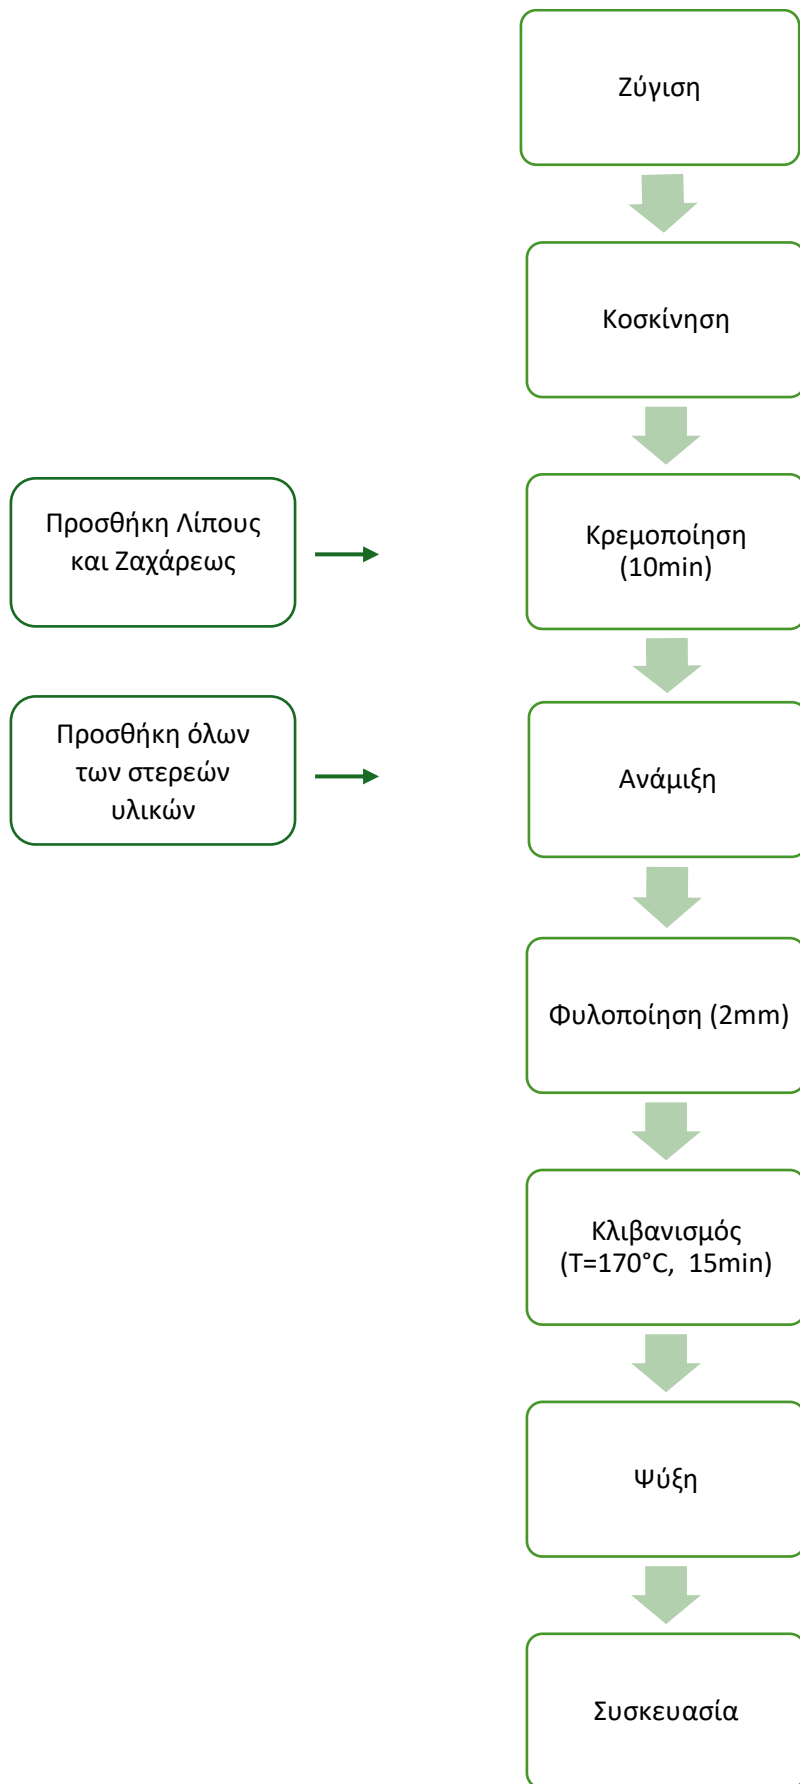 Ζύγιση
Κοσκίνηση
Προσθήκη Λίπους
και Ζαχάρεως
Κρεμοποίηση
(10min)
Προσθήκη όλων
των στερεών
υλικών
Ανάμιξη
Φυλοποίηση (2mm)
Κλιβανισμός
(T=170°C, 15min)
Ψύξη
Συσκευασία